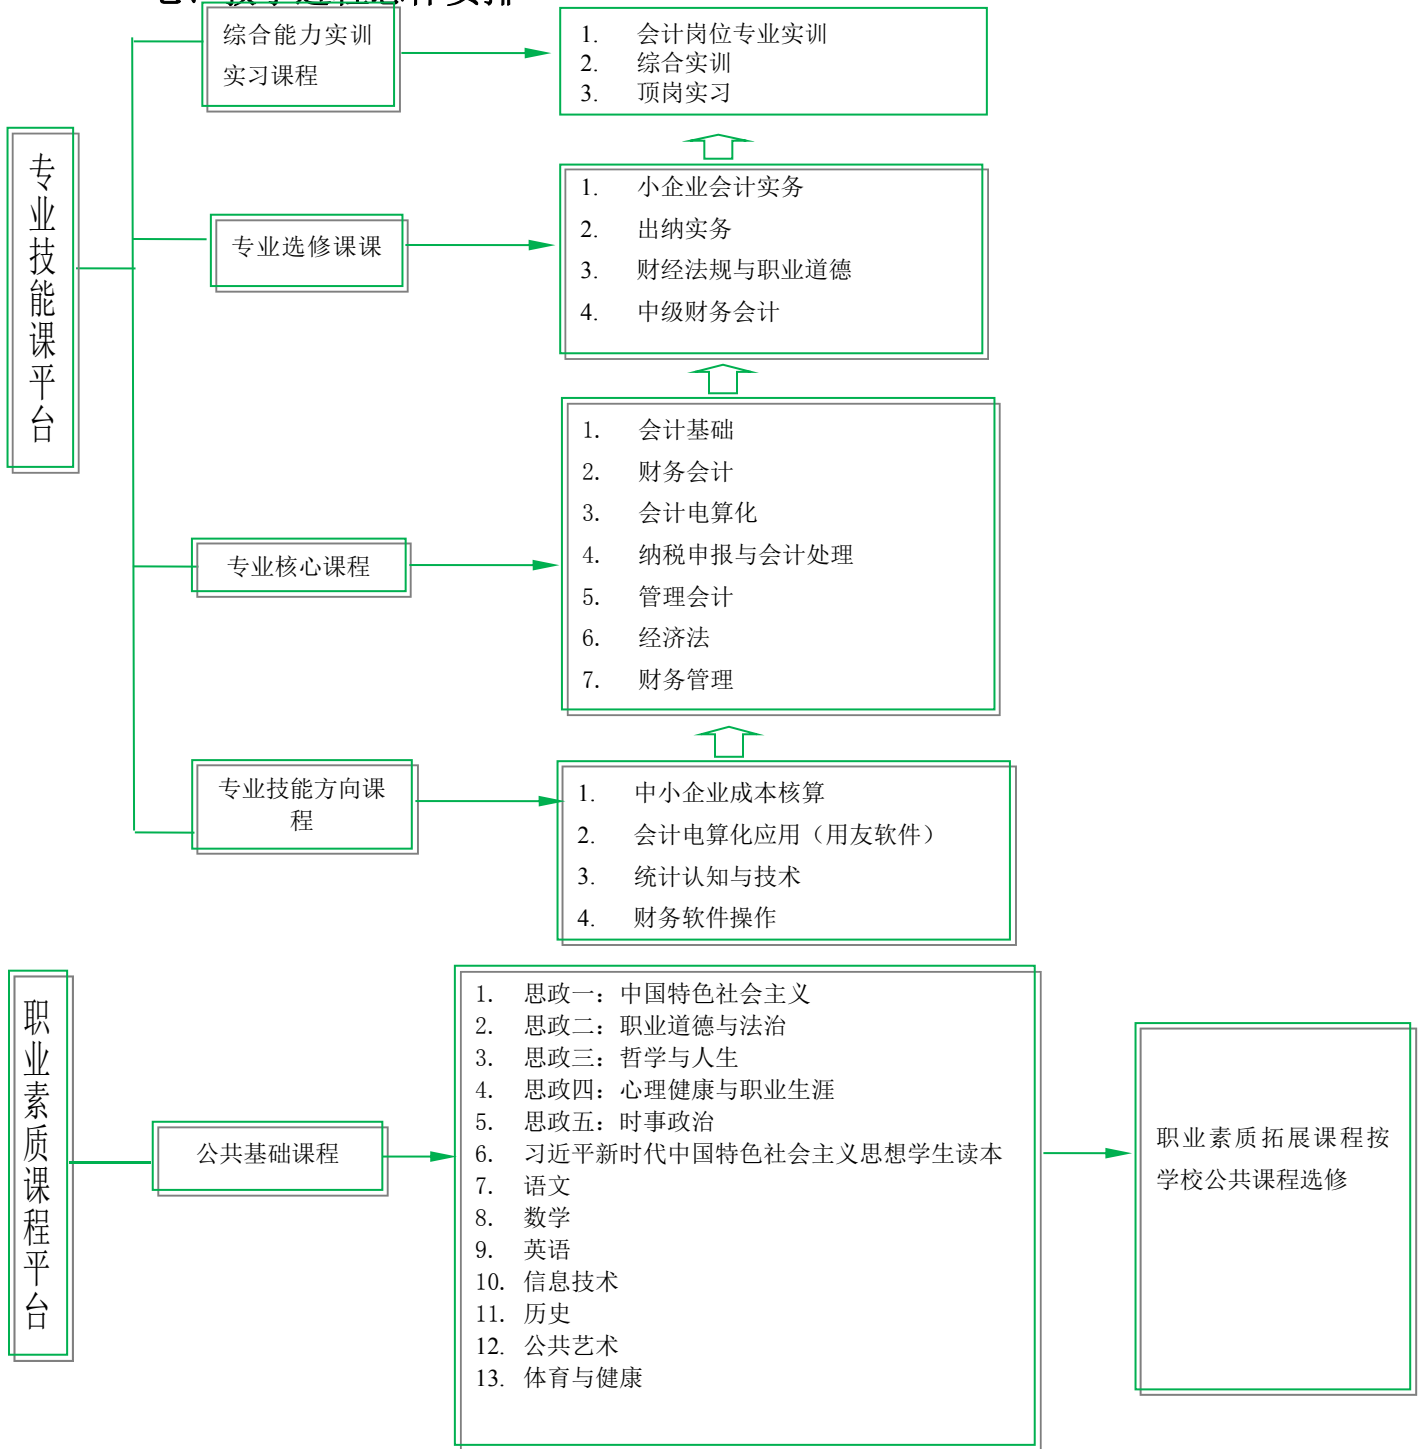 综合能力实训
实习课程
1. 会计岗位专业实训
2. 综合实训
3. 顶岗实习
专业技能课平台
专业选修课课
1. 小企业会计实务
2. 出纳实务
3. 财经法规与职业道德
4. 中级财务会计
专业核心课程
1. 会计基础
2. 财务会计
3. 会计电算化
4. 纳税申报与会计处理
5. 管理会计
6. 经济法
7. 财务管理
专业技能方向课
程
1. 中小企业成本核算
2. 会计电算化应用（用友软件）
3. 统计认知与技术
4. 财务软件操作
职业素质课程平台
公共基础课程
1. 思政一：中国特色社会主义
2. 思政二：职业道德与法治
3. 思政三：哲学与人生
4. 思政四：心理健康与职业生涯
5. 思政五：时事政治
6. 习近平新时代中国特色社会主义思想学生读本
7. 语文
8. 数学
9. 英语
10. 信息技术
11. 历史
12. 公共艺术
13. 体育与健康
职业素质拓展课程按
学校公共课程选修